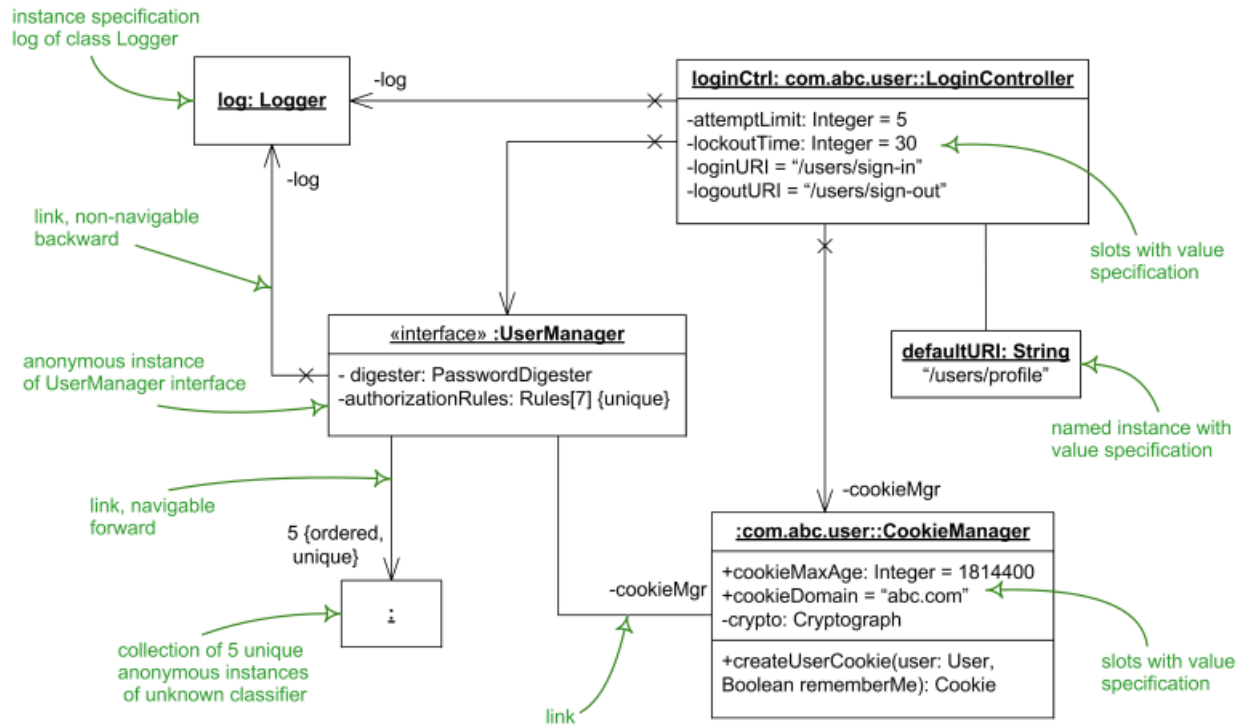 instance specification
log of class Logger
log: Logger
-log
loginCtrl: com.abc.user::LoginController
-attemptLimit: Integer = 5
-lockoutTime: Integer = 30
-loginURI = “/users/sign-in”
-logoutURI = “/users/sign-out”
-log
link, non-navigable
backward
slots with value
specification
«interface» :UserManager
- digester: PasswordDigester
-authorizationRules: Rules[7] {unique}
anonymous instance
of UserManager interface
defaultURI: String
“/users/profile”
named instance with
value specification
link, navigable
forward
5 {ordered,
unique}
:
collection of 5 unique
anonymous instances
of unknown classifier
-cookieMgr
-cookieMgr
link
:com.abc.user::CookieManager
+cookieMaxAge: Integer = 1814400
+cookieDomain = “abc.com”
-crypto: Cryptograph
+createUserCookie(user: User,
Boolean rememberMe): Cookie
slots with value
specification